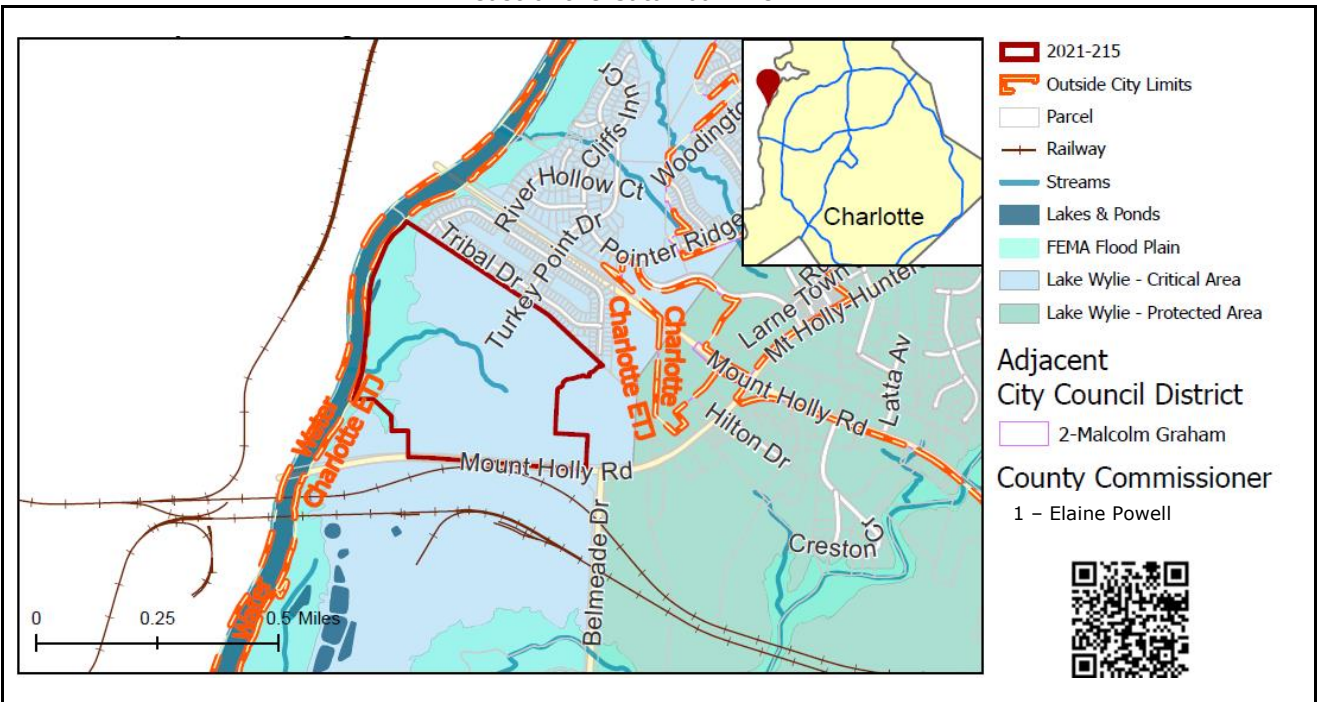 2021-215
Outside City Limits
Parcel
Railway
Streams
Lakes & Ponds
FEMA Flood Plain
Lake Wylie - Critical Area
Lake Wylie - Protected Area
Adjacent
City Council District
2-Malcolm Graham
County Commissioner
1 – Elaine Powell
Cliffs Inn Ct
Woodington
River
Hollow Ct
Tribal Dr
Turkey Point Dr
Pointer Ridge
Charlotte
Larne Town
Ru
Mt Holly-Hunter
Charlotte ETJ
Charlotte
Mount Holly Rd
Latta Av
Hilton Dr
Water
Charlotte ETJ
Mount Holly Rd
Belmeade Dr
Creston Ct
Water
0 0.25 0.5 Miles